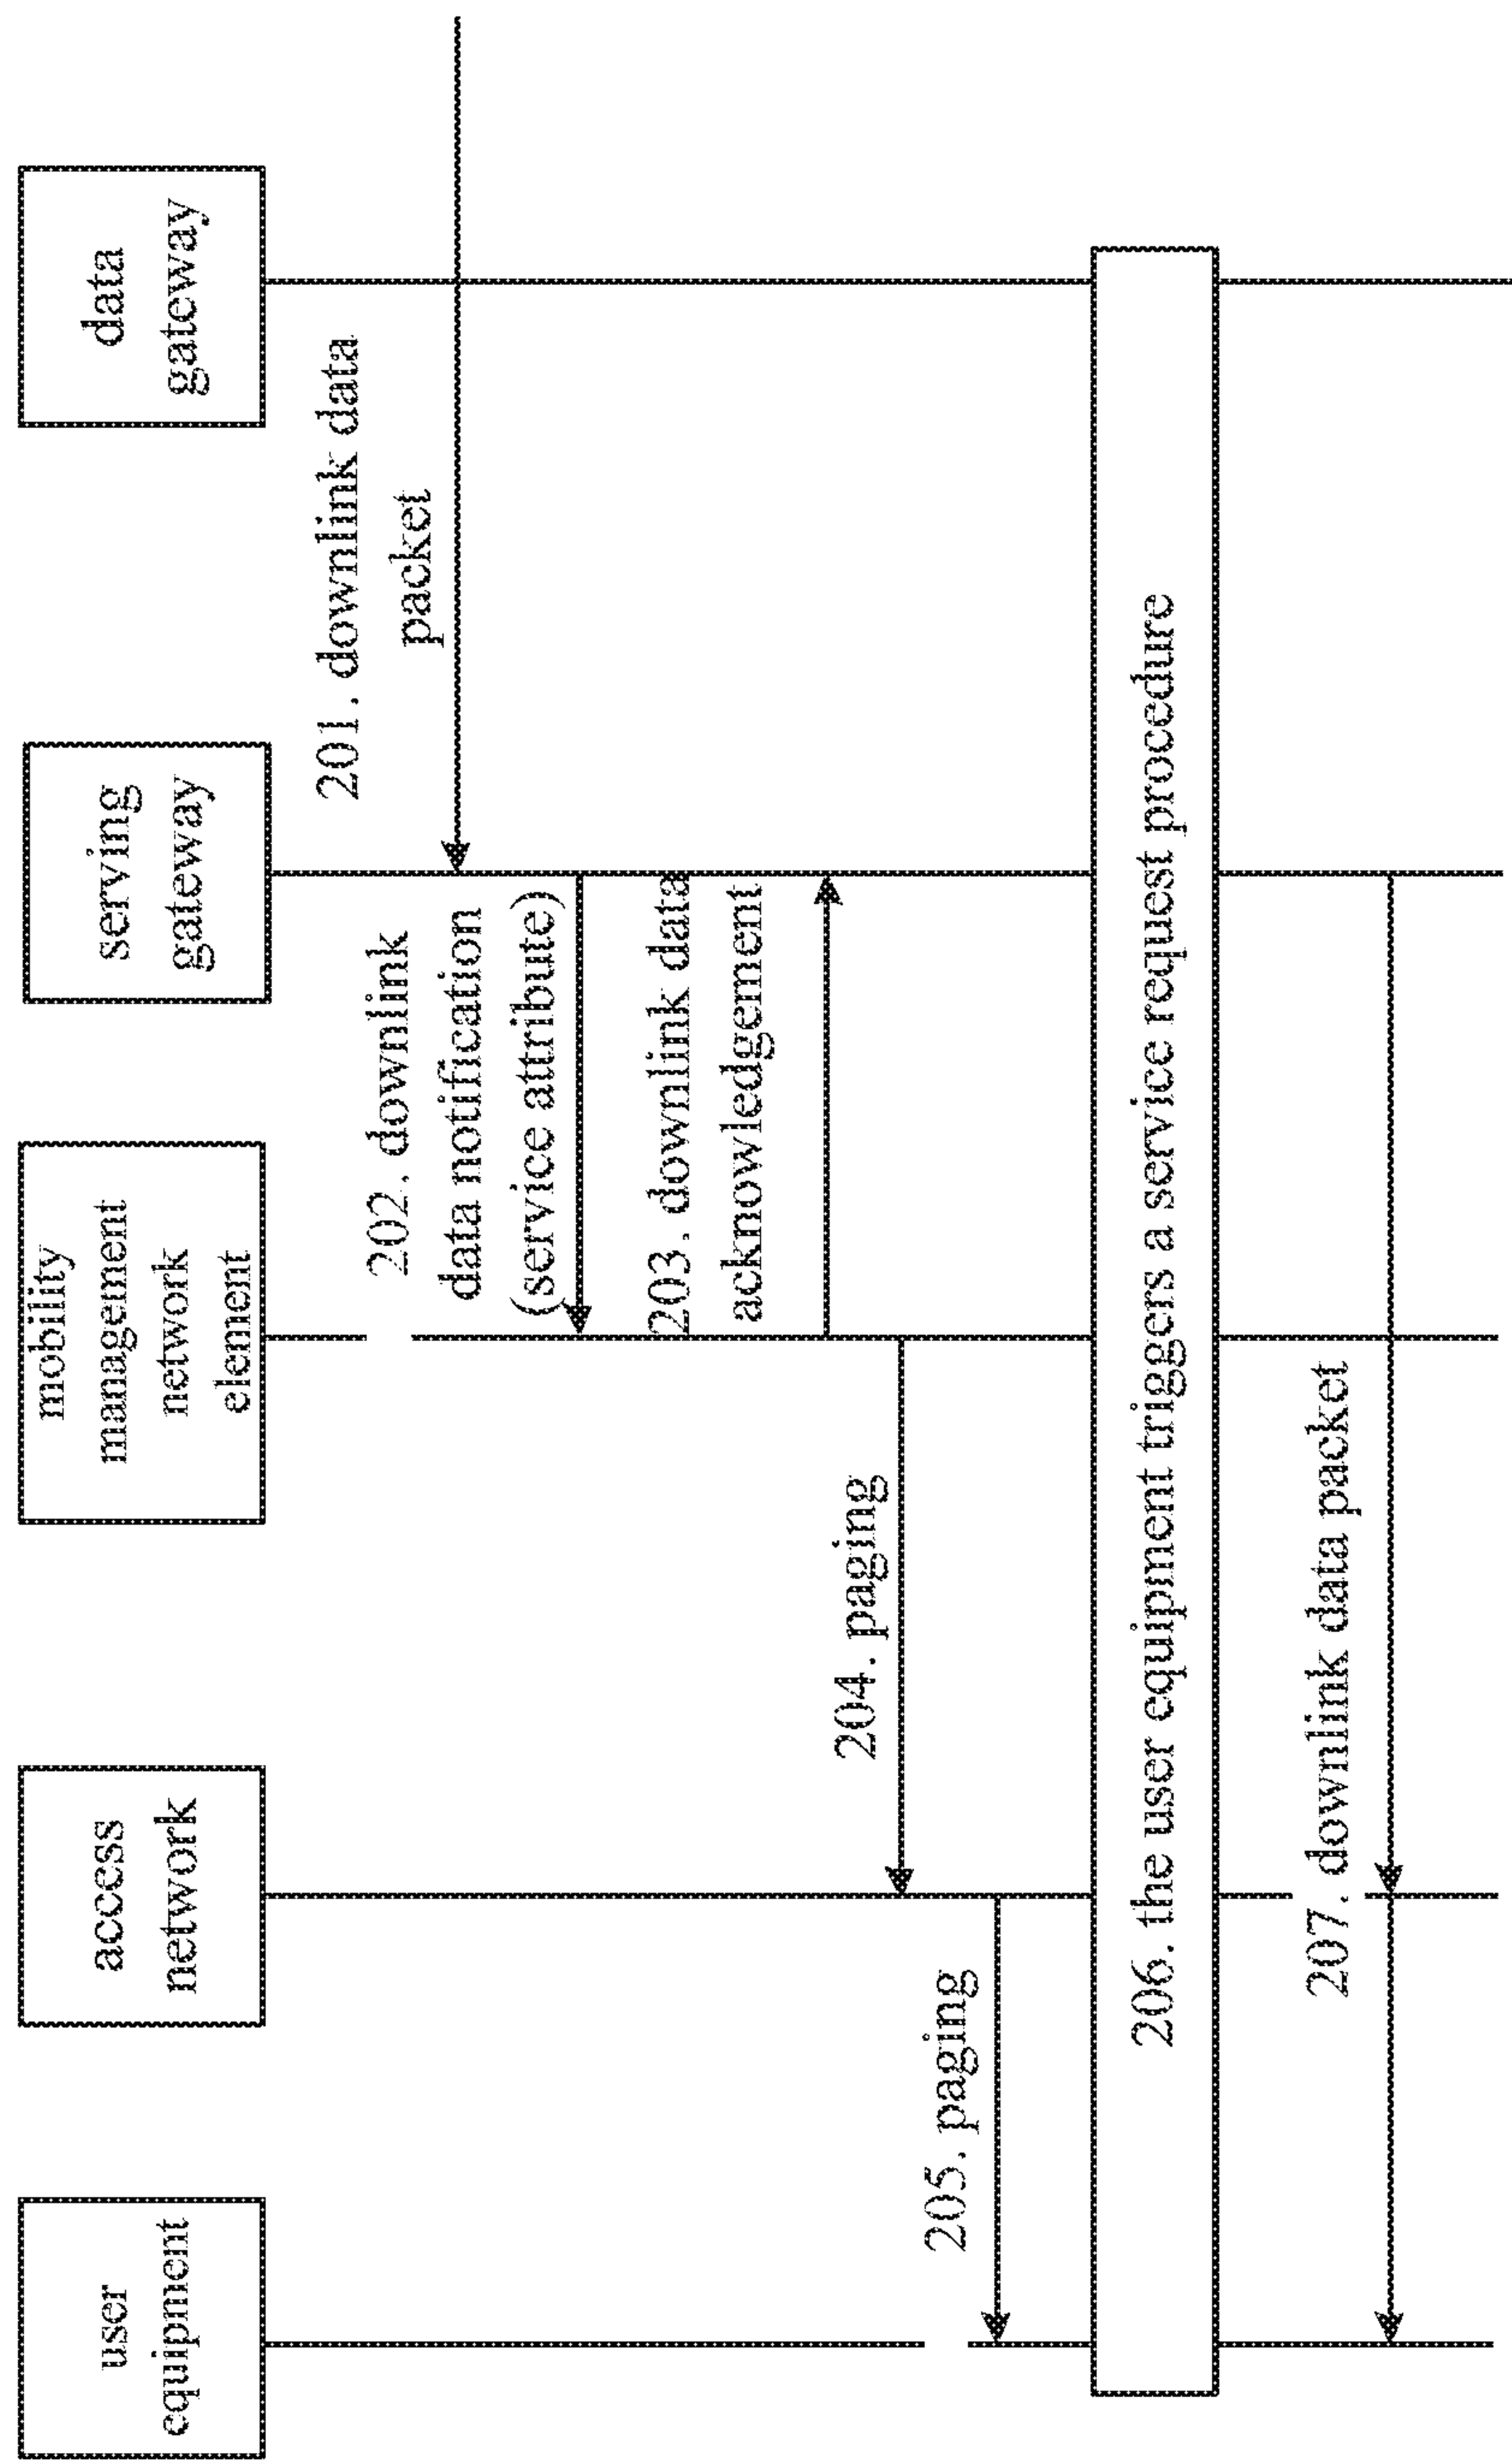 user
equipment
access
network
mobility
management
network
element
serving
gateway
data
gateway
201. downlink data
packet
202. downlink
data notification
(service attribute)
203. downlink data
acknowledgement
204. paging
205. paging
206. the user equipment triggers a service request procedure
207. downlink data packet